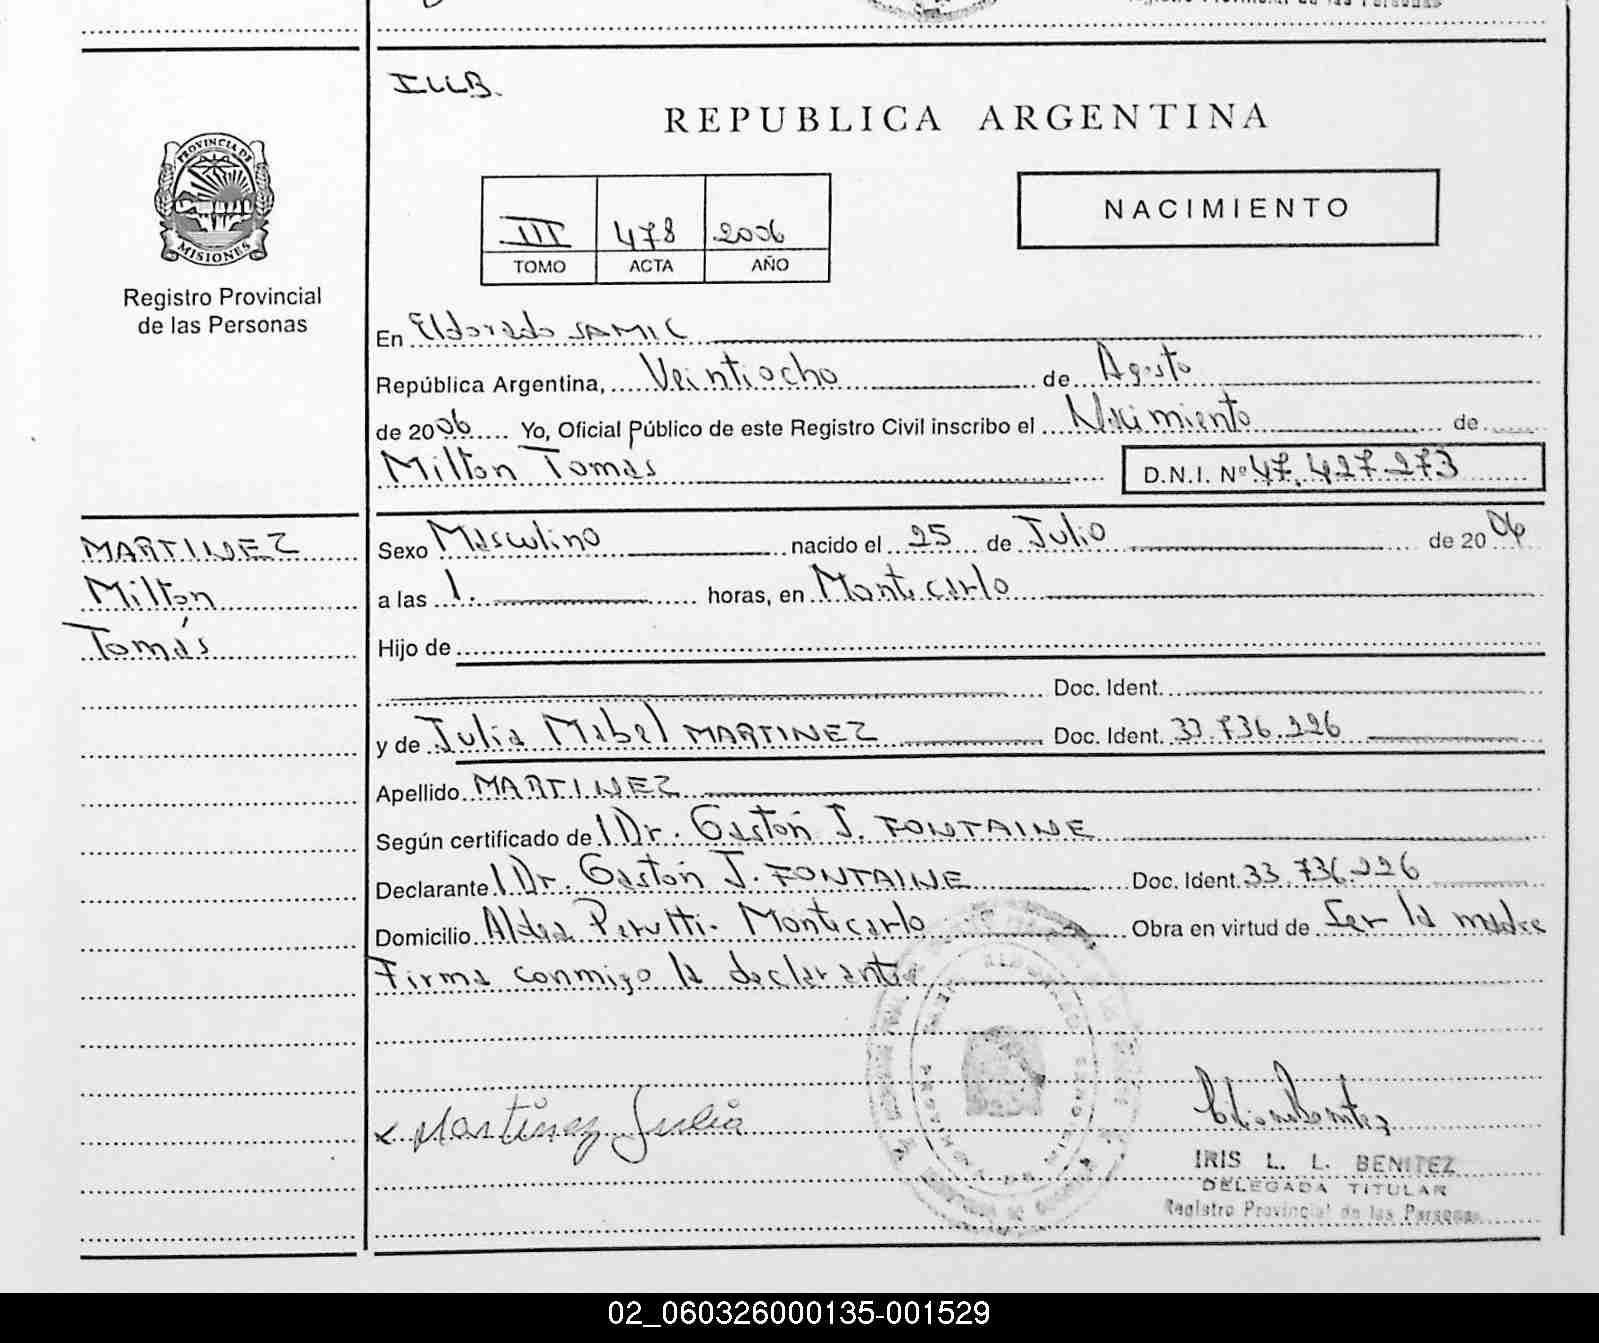 ILLB.
REPUBLICA ARGENTINA
PROVINCIA DE
MISIONES
Registro Provincial
de las Personas
III 478 2006
TOMO ACTA AÑO
NACIMIENTO
En Eldorado SAMIC
República Argentina, Veintiocho de Agosto
de 2006 Yo, Oficial Público de este Registro Civil inscribo el Nacimiento de
Milton Tomás D.N.I. Nº 47.427.273
MARTINEZ
Milton
Tomás
Sexo Masculino nacido el 25 de Julio de 2006
a las 1. horas, en Montecarlo
Hijo de
Doc. Ident.
y de Julia Mabel MARTINEZ Doc. Ident. 33.736.226
Apellido MARTINEZ
Según certificado de Dr. Gastón J. FONTAINE
Declarante Dr. Gastón J. FONTAINE Doc. Ident. 33.736.226
Domicilio Aldea Perutti. Montecarlo Obra en virtud de Ser la madre
Firma conmigo la declarante
x Martinez Julia
IRIS L. L. BENITEZ
DELEGADA TITULAR
Registro Provincial de las Personas
02_060326000135-001529